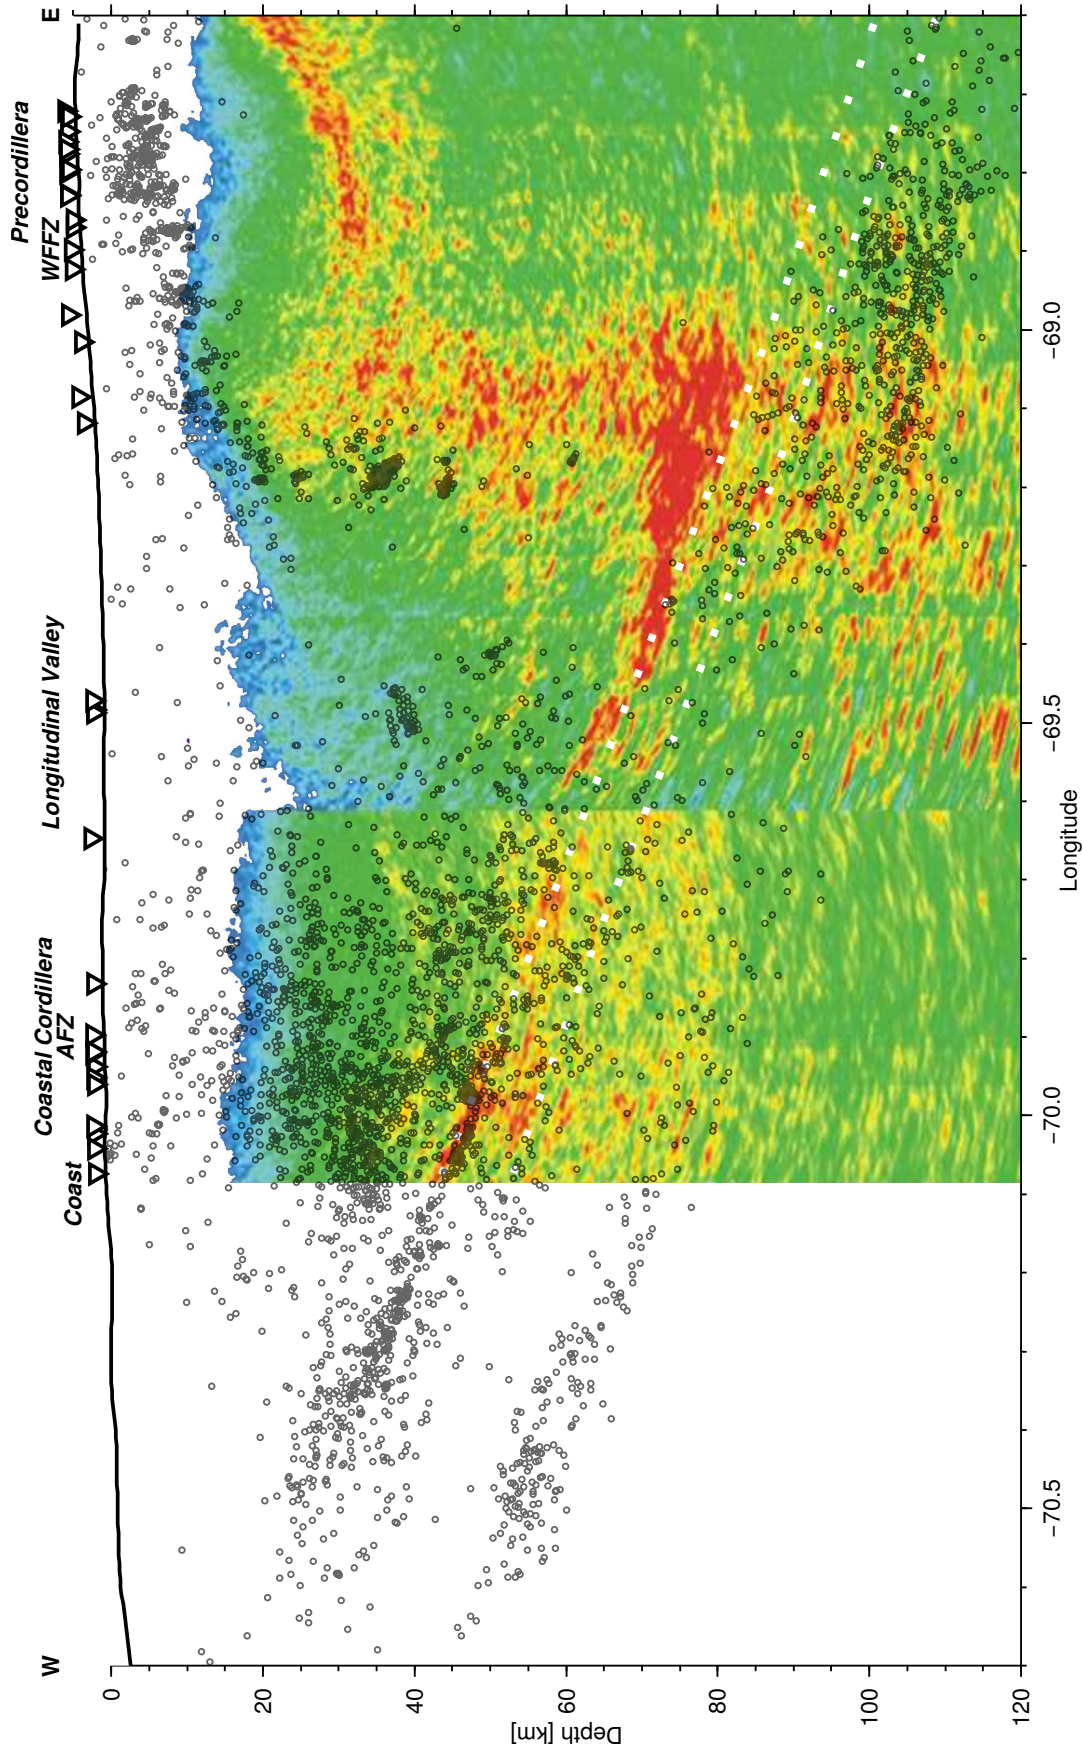 W
E
Coast
Coastal Cordillera
AFZ
Longitudinal Valley
WFFZ
Precordillera
0
20
40
60
80
100
120
Depth [km]
−70.5
−70.0
−69.5
−69.0
Longitude